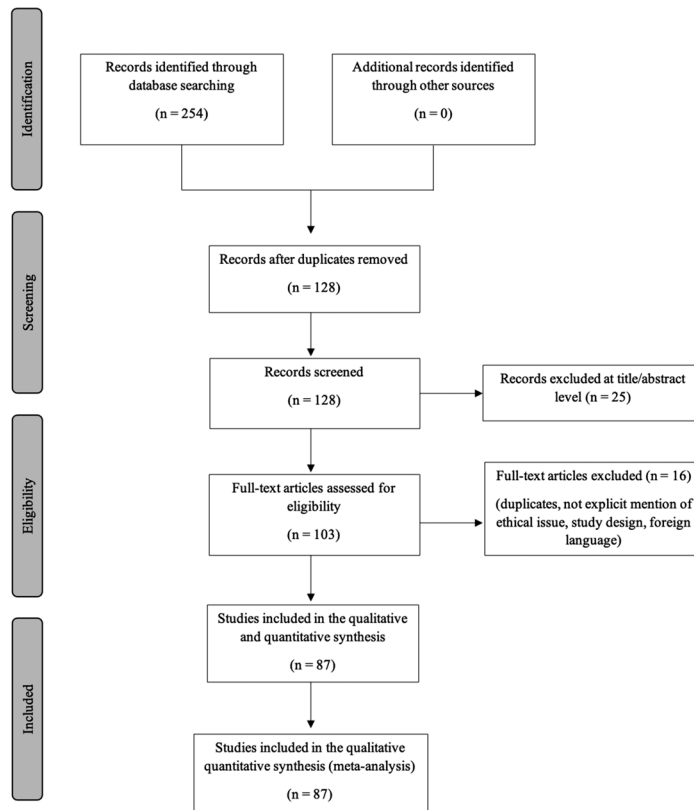 Identification
Records identified through
database searching
(n = 254)
Additional records identified
through other sources
(n = 0)
Screening
Records after duplicates removed
(n = 128)
Records screened
(n = 128)
Records excluded at title/abstract
level (n = 25)
Eligibility
Full-text articles assessed for
eligibility
(n = 103)
Full-text articles excluded (n = 16)
(duplicates, not explicit mention of
ethical issue, study design, foreign
language)
Included
Studies included in the qualitative
and quantitative synthesis
(n = 87)
Studies included in the qualitative
quantitative synthesis (meta-analysis)
(n = 87)